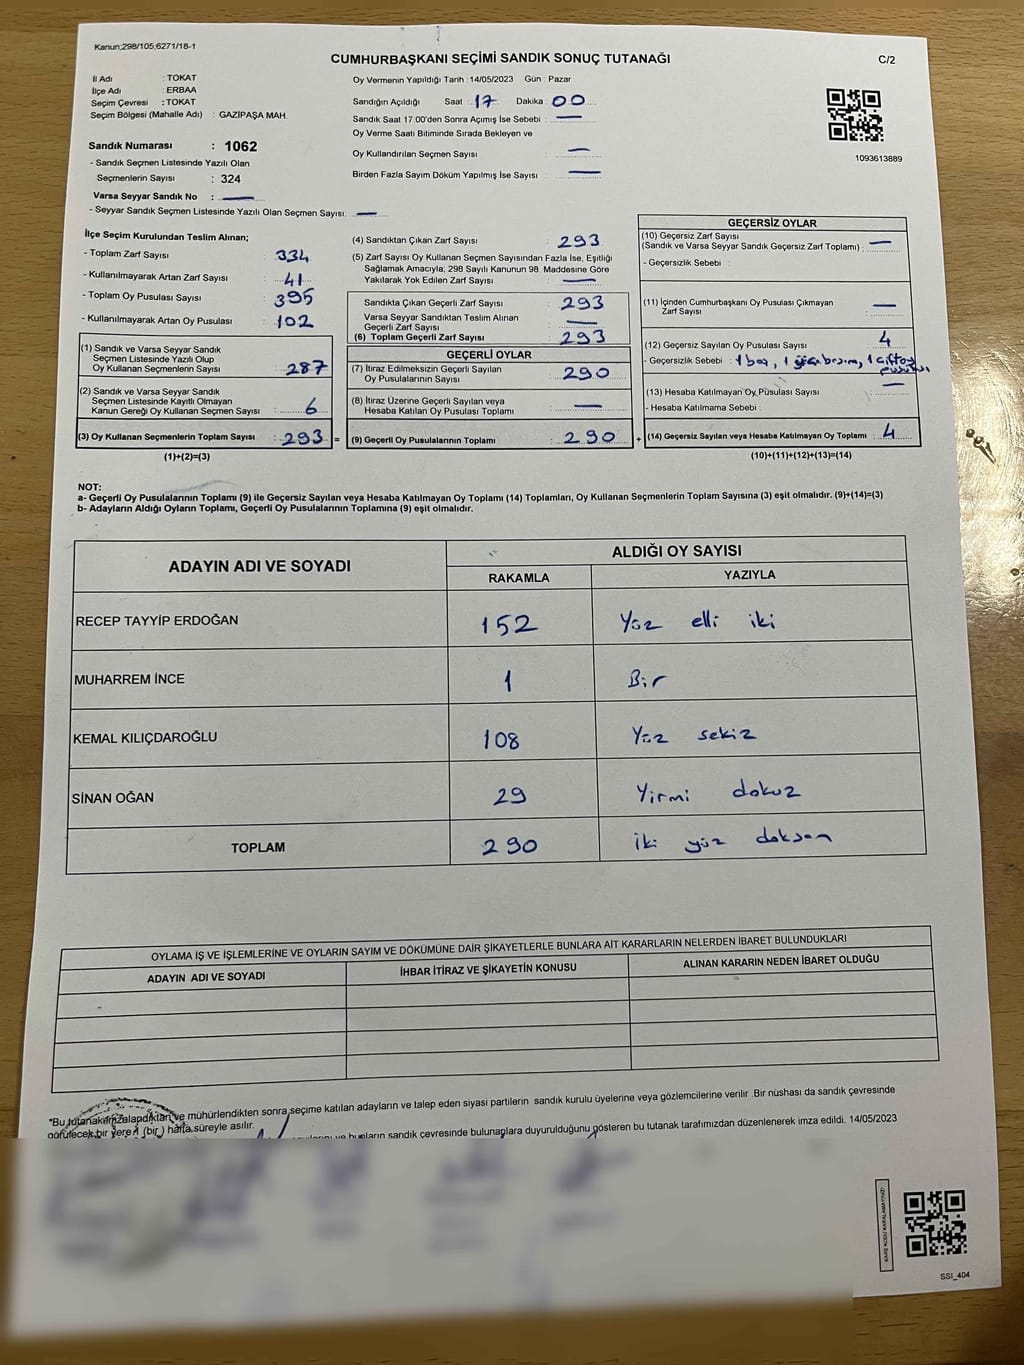 Kanun;298/105;6271/18-1
CUMHURBAŞKANI SEÇİMİ SANDIK SONUÇ TUTANAĞI
C/2
İl Adı : TOKAT
İlçe Adı : ERBAA
Seçim Çevresi : TOKAT
Seçim Bölgesi (Mahalle Adı) : GAZİPAŞA MAH.
Sandık Numarası : 1062
- Sandık Seçmen Listesinde Yazılı Olan
Seçmenlerin Sayısı : 324
Varsa Seyyar Sandık No : —
- Seyyar Sandık Seçmen Listesinde Yazılı Olan Seçmen Sayısı: —
Oy Vermenin Yapıldığı Tarih :14/05/2023 Gün : Pazar
Sandığın Açıldığı Saat : 17 Dakika : 00
Sandık Saat 17:00'den Sonra Açımış İse Sebebi : —
Oy Verme Saati Bitiminde Sırada Bekleyen ve
Oy Kullandırılan Seçmen Sayısı : —
Birden Fazla Sayım Döküm Yapılmış İse Sayısı : —
1093613889
İlçe Seçim Kurulundan Teslim Alınan;
- Toplam Zarf Sayısı : 334
- Kullanılmayarak Artan Zarf Sayısı : 41
- Toplam Oy Pusulası Sayısı : 395
- Kullanılmayarak Artan Oy Pusulası : 102
(1) Sandık ve Varsa Seyyar Sandık
Seçmen Listesinde Yazılı Olup
Oy Kullanan Seçmenlerin Sayısı : 287
(2) Sandık ve Varsa Seyyar Sandık
Seçmen Listesinde Kayıtlı Olmayan
Kanun Gereği Oy Kullanan Seçmen Sayısı : 6
(3) Oy Kullanan Seçmenlerin Toplam Sayısı : 293 =
(1)+(2)=(3)
(4) Sandıktan Çıkan Zarf Sayısı : 293
(5) Zarf Sayısı Oy Kullanan Seçmen Sayısından Fazla İse, Eşitliği
Sağlamak Amacıyla; 298 Sayılı Kanunun 98. Maddesine Göre
Yakılarak Yok Edilen Zarf Sayısı : —
Sandıkta Çıkan Geçerli Zarf Sayısı : 293
Varsa Seyyar Sandıktan Teslim Alınan
Geçerli Zarf Sayısı : —
(6) Toplam Geçerli Zarf Sayısı : 293
GEÇERLİ OYLAR
(7) İtiraz Edilmeksizin Geçerli Sayılan
Oy Pusulalarının Sayısı : 290
(8) İtiraz Üzerine Geçerli Sayılan veya
Hesaba Katılan Oy Pusulası Toplamı : —
(9) Geçerli Oy Pusulalarının Toplamı : 290 +
GEÇERSİZ OYLAR
(10) Geçersiz Zarf Sayısı :
(Sandık ve Varsa Seyyar Sandık Geçersiz Zarf Toplamı) : —
- Geçersizlik Sebebi :
(11) İçinden Cumhurbaşkanı Oy Pusulası Çıkmayan
Zarf Sayısı : —
(12) Geçersiz Sayılan Oy Pusulası Sayısı : 4
- Geçersizlik Sebebi : 1 boş, 1 basım, 1 çift oy
pusulası
(13) Hesaba Katılmayan Oy Pusulası Sayısı : —
- Hesaba Katılmama Sebebi :
(14) Geçersiz Sayılan veya Hesaba Katılmayan Oy Toplamı : 4
(10)+(11)+(12)+(13)=(14)
NOT:
a- Geçerli Oy Pusulalarının Toplamı (9) ile Geçersiz Sayılan veya Hesaba Katılmayan Oy Toplamı (14) Toplamları, Oy Kullanan Seçmenlerin Toplam Sayısına (3) eşit olmalıdır. (9)+(14)=(3)
b- Adayların Aldığı Oyların Toplamı, Geçerli Oy Pusulalarının Toplamına (9) eşit olmalıdır.
ADAYIN ADI VE SOYADI
ALDIĞI OY SAYISI
RAKAMLA YAZIYLA
RECEP TAYYİP ERDOĞAN 152 Yüz elli iki
MUHARREM İNCE 1 Bir
KEMAL KILIÇDAROĞLU 108 Yüz sekiz
SİNAN OĞAN 29 Yirmi dokuz
TOPLAM 290 iki yüz doksan
OYLAMA İŞ VE İŞLEMLERİNE VE OYLARIN SAYIM VE DÖKÜMÜNE DAİR ŞİKAYETLERLE BUNLARA AİT KARARLARIN NELERDEN İBARET BULUNDUKLARI
ADAYIN ADI VE SOYADI İHBAR İTİRAZ VE ŞİKAYETİN KONUSU ALINAN KARARIN NEDEN İBARET OLDUĞU
*Bu tutanak imzalandıktan ve mühürlendikten sonra seçime katılan adayların ve talep eden siyasi partilerin sandık kurulu üyelerine veya gözlemcilerine verilir. Bir nüshası da sandık çevresinde
görülecek bir yere 1 (bir) hafta süreyle asılır.
ve bunların sandık çevresinde bulunanlara duyurulduğunu gösteren bu tutanak tarafımızdan düzenlenerek imza edildi. 14/05/2023
KARE KODU KARALAMAYINIZ!
SSI_404